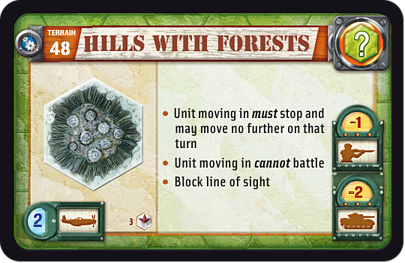 TERRAIN
48
HILLS WITH FORESTS
?
• Unit moving in must stop and
may move no further on that
turn
• Unit moving in cannot battle
• Block line of sight
-1
-2
2
3